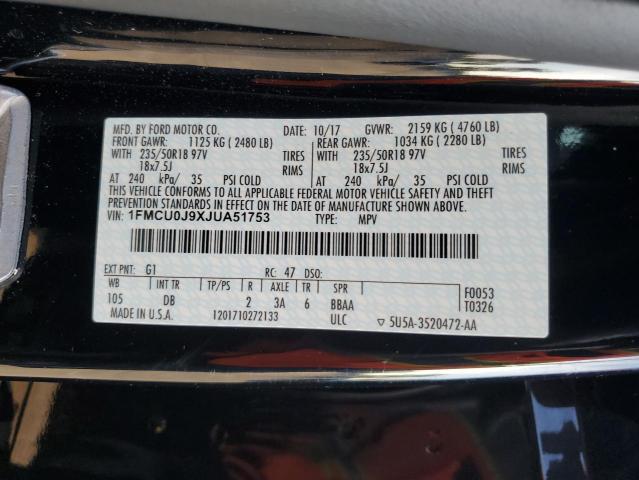 MFD. BY FORD MOTOR CO. DATE: 10/17 GVWR: 2159 KG ( 4760 LB)
FRONT GAWR: 1125 KG ( 2480 LB) REAR GAWR: 1034 KG ( 2280 LB)
WITH 235/50R18 97V TIRES WITH 235/50R18 97V TIRES
18x7.5J RIMS 18x7.5J RIMS
AT 240 kPa/ 35 PSI COLD AT 240 kPa/ 35 PSI COLD
THIS VEHICLE CONFORMS TO ALL APPLICABLE FEDERAL MOTOR VEHICLE SAFETY AND THEFT
PREVENTION STANDARDS IN EFFECT ON THE DATE OF MANUFACTURE SHOWN ABOVE.
VIN: 1FMCU0J9XJUA51753 TYPE: MPV
EXT PNT: G1 RC: 47 DSO:
WB INT TR TP/PS R AXLE TR SPR F0053
105 DB 2 3A 6 BBAA T0326
MADE IN U.S.A. 1201710272133 ULC ▽ 5U5A-3520472-AA